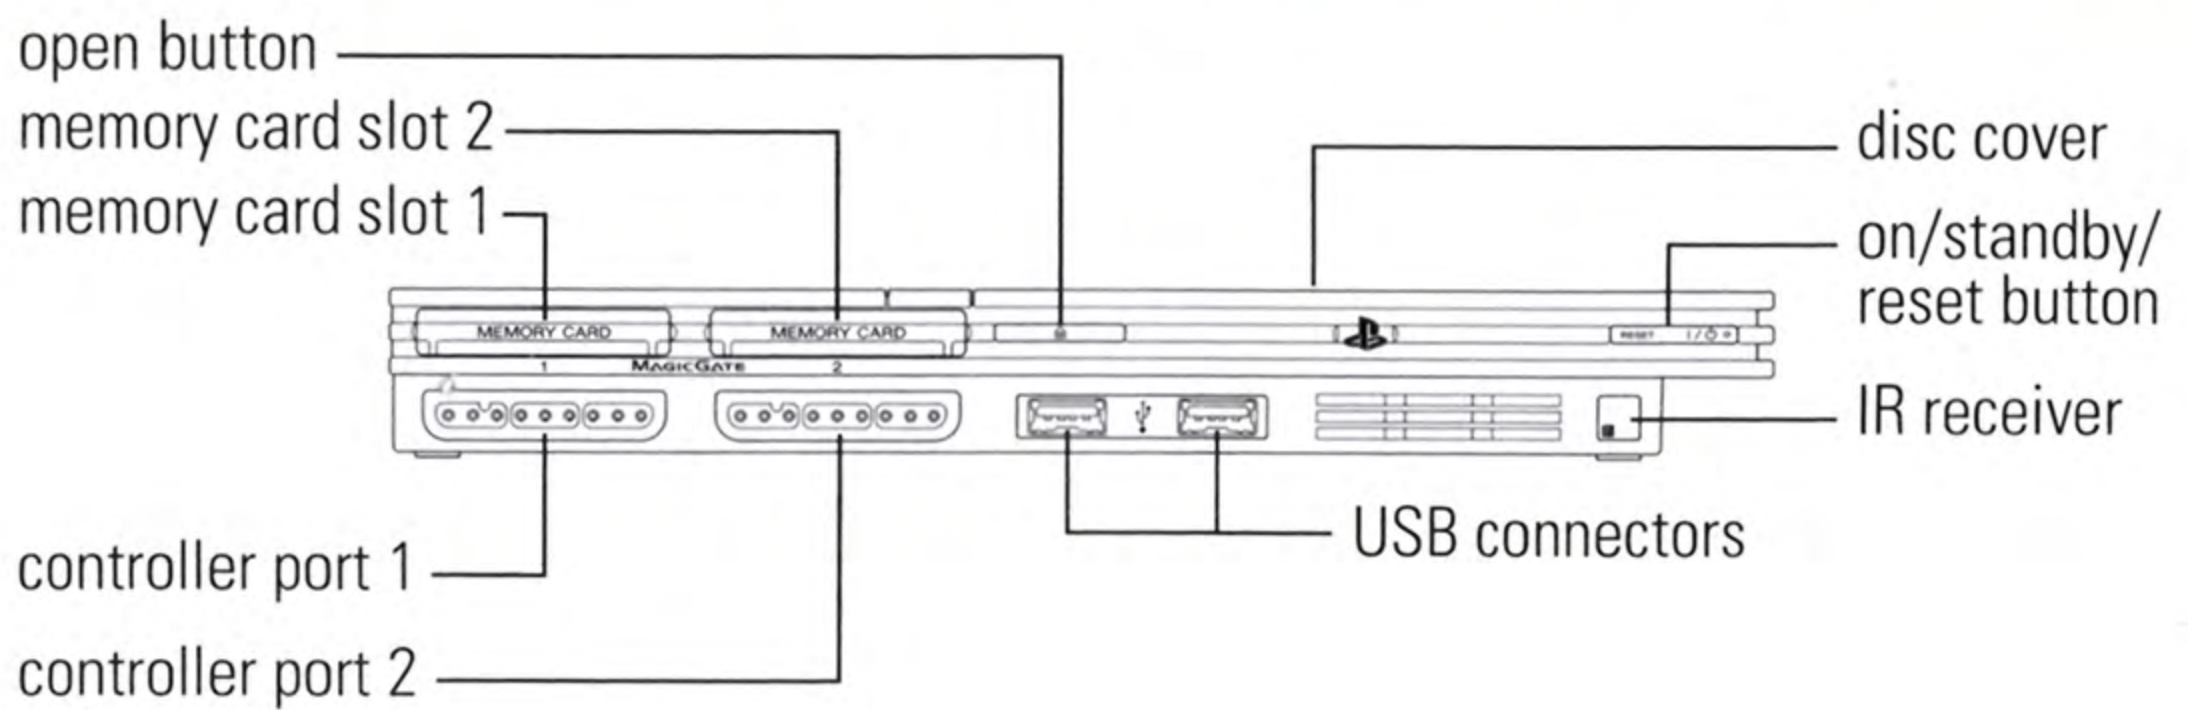 open button
memory card slot 2
memory card slot 1
disc cover
on/standby/
reset button
MEMORY CARD
MEMORY CARD
RESET
1
MAGICGATE
2
IR receiver
USB connectors
controller port 1
controller port 2